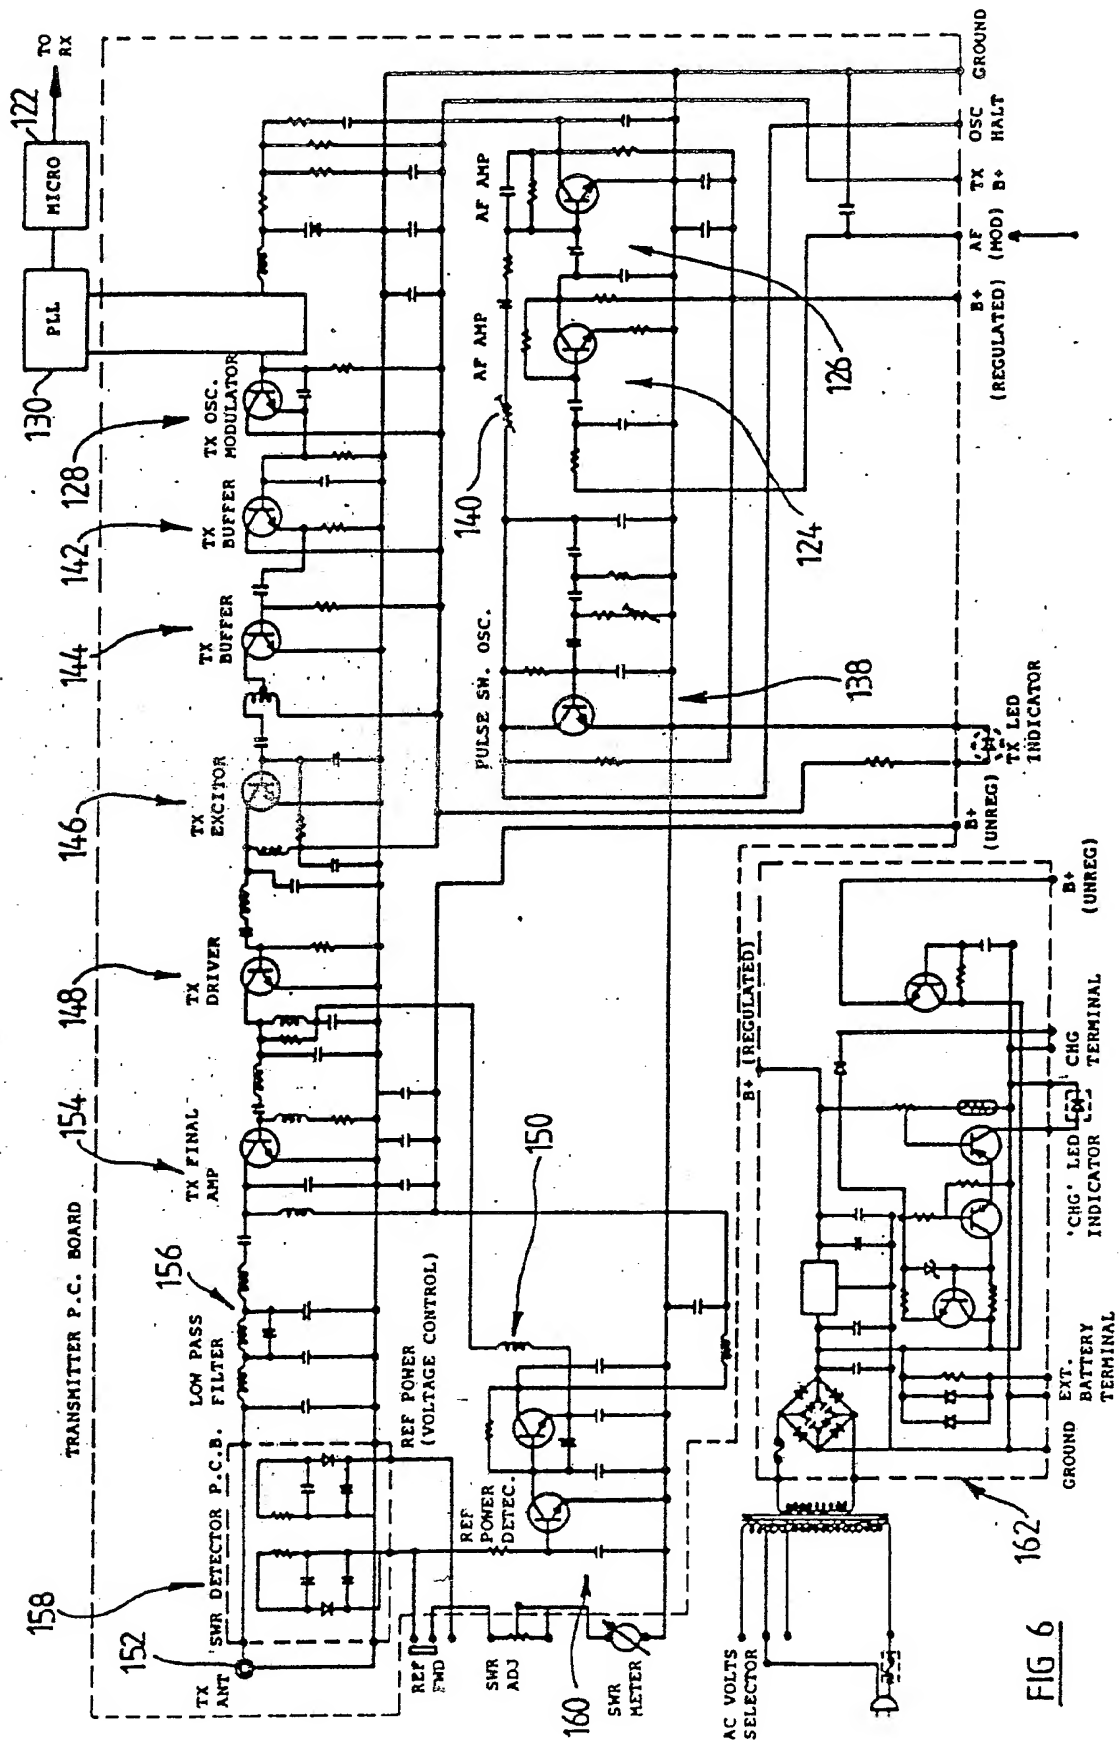 TRANSMITTER P.C. BOARD
158
152
TX
ANT
'SWR DETECTOR P.C.B.
LOW PASS
FILTER
156
154
TX FINAL
AMP
148
TX
DRIVER
146
TX
EXCITOR
144
TX
BUFFER
142
TX
BUFFER
128
TX OSC.
MODULATOR
130
PLL
MICRO
122
TO
RX
REF POWER
(VOLTAGE CONTROL)
150
REF
POWER
DETEC.
REF
FWD
SWR
ADJ
SWR
METER
160
PULSE SW. OSC.
138
140
AF AMP
AF AMP
124
126
TX LED
INDICATOR
B+
(UNREG)
B+
(REGULATED)
AF
(MOD)
TX
B+
OSC
HALT
GROUND
AC VOLTS
SELECTOR
162
B+ (REGULATED)
GROUND
EXT.
BATTERY
TERMINAL
'CHG' LED
INDICATOR
CHG
TERMINAL
B+
(UNREG)
FIG 6